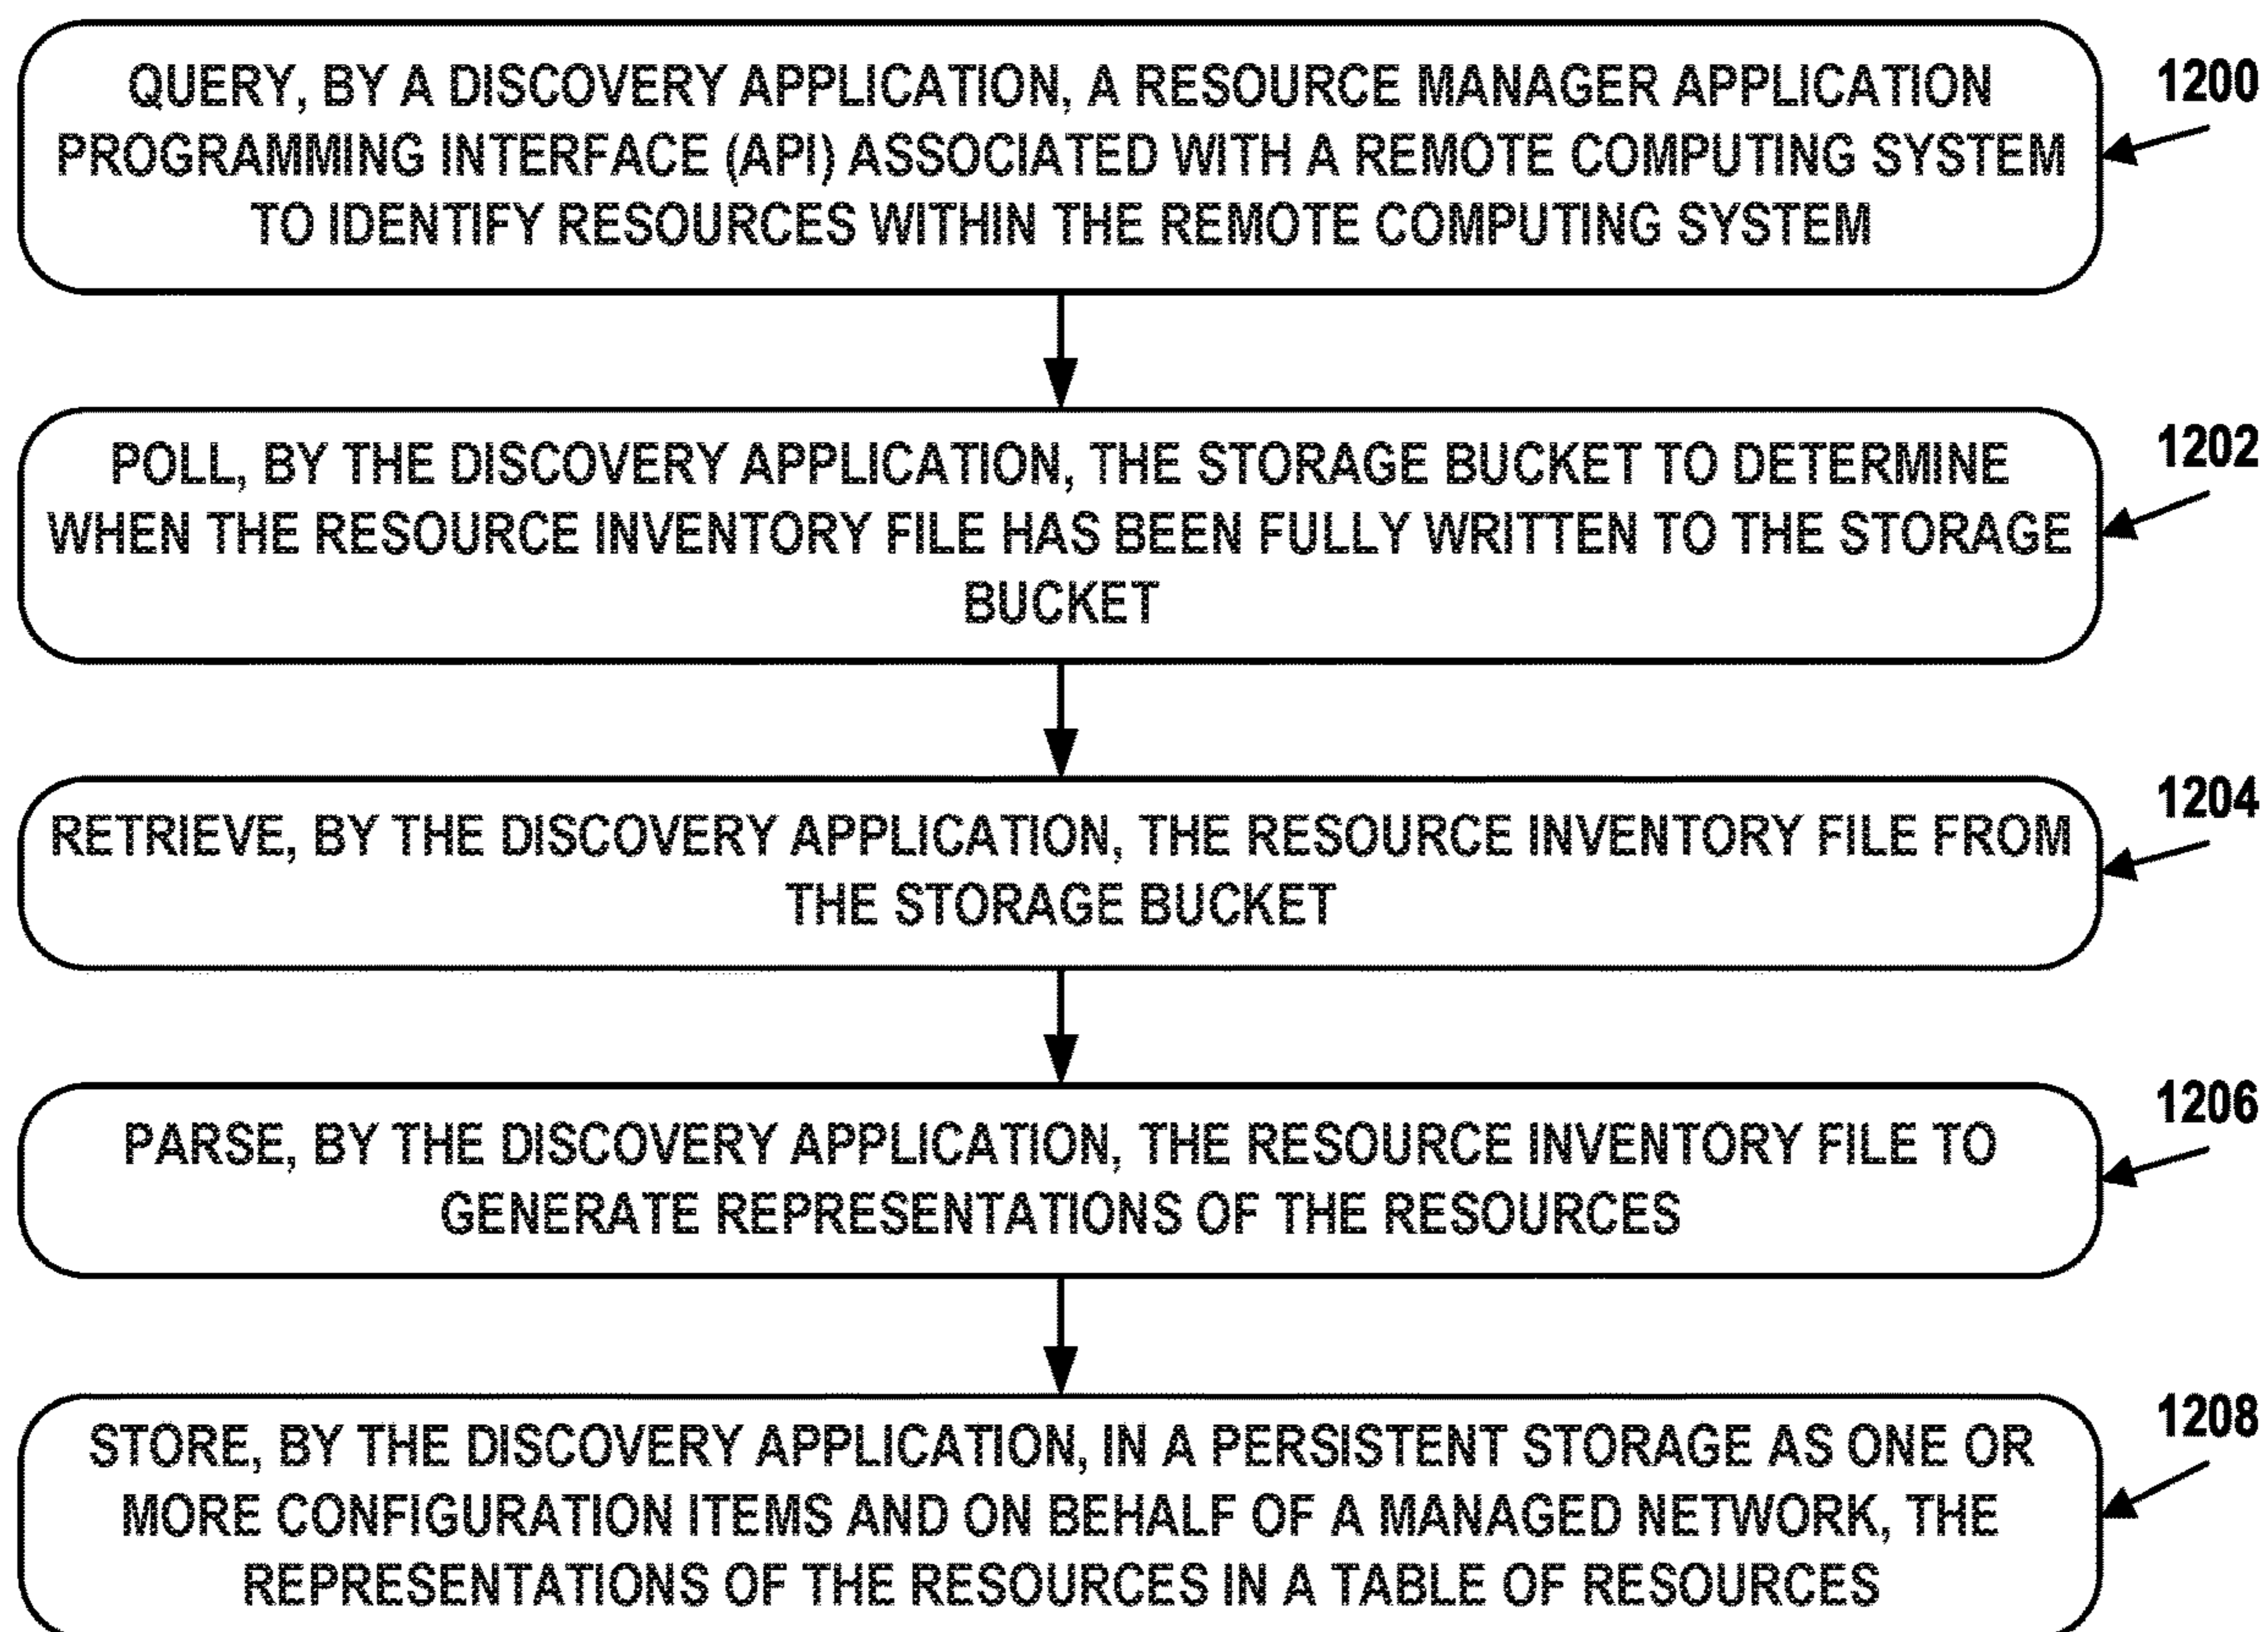 QUERY, BY A DISCOVERY APPLICATION, A RESOURCE MANAGER APPLICATION
PROGRAMMING INTERFACE (API) ASSOCIATED WITH A REMOTE COMPUTING SYSTEM
TO IDENTIFY RESOURCES WITHIN THE REMOTE COMPUTING SYSTEM
1200
POLL, BY THE DISCOVERY APPLICATION, THE STORAGE BUCKET TO DETERMINE
WHEN THE RESOURCE INVENTORY FILE HAS BEEN FULLY WRITTEN TO THE STORAGE
BUCKET
1202
RETRIEVE, BY THE DISCOVERY APPLICATION, THE RESOURCE INVENTORY FILE FROM
THE STORAGE BUCKET
1204
PARSE, BY THE DISCOVERY APPLICATION, THE RESOURCE INVENTORY FILE TO
GENERATE REPRESENTATIONS OF THE RESOURCES
1206
STORE, BY THE DISCOVERY APPLICATION, IN A PERSISTENT STORAGE AS ONE OR
MORE CONFIGURATION ITEMS AND ON BEHALF OF A MANAGED NETWORK, THE
REPRESENTATIONS OF THE RESOURCES IN A TABLE OF RESOURCES
1208